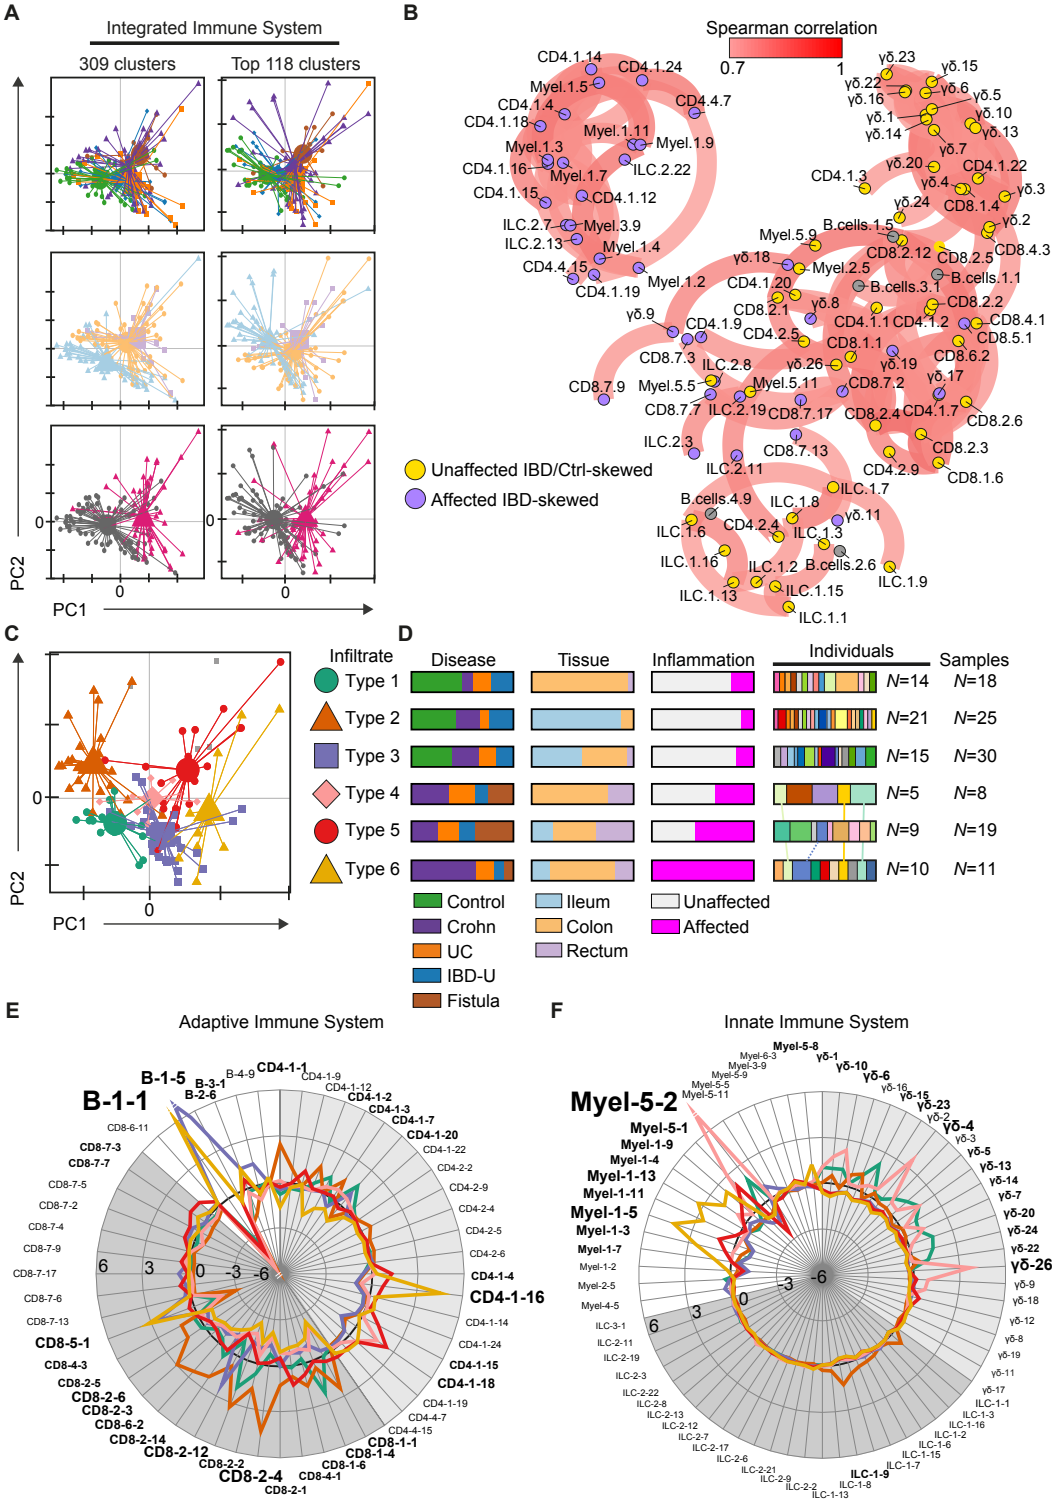 A
Integrated Immune System
309 clusters
Top 118 clusters
0
0
PC2
0
0
PC1
B
Spearman correlation
0.7
1
CD4.1.14
CD4.1.24
Myel.1.5
CD4.1.4
CD4.4.7
CD4.1.18
Myel.1.11
Myel.1.3
Myel.1.9
CD4.1.16
Myel.1.7
ILC.2.22
CD4.1.15
CD4.1.12
ILC.2.7
Myel.3.9
ILC.2.13
Myel.1.4
CD4.4.15
Myel.1.2
CD4.1.19
γδ.23
γδ.15
γδ.22
γδ.6
γδ.16
γδ.5
γδ.1
γδ.10
γδ.14
γδ.13
γδ.7
γδ.20
CD4.1.22
CD4.1.3
γδ.4
γδ.3
CD8.1.4
γδ.24
γδ.2
B.cells.1.5
Myel.5.9
CD8.4.3
CD8.2.12
CD8.2.5
γδ.18
Myel.2.5
B.cells.1.1
CD4.1.20
B.cells.3.1
CD8.2.1
γδ.8
CD8.2.2
γδ.9
CD4.1.9
CD4.1.1
CD4.1.2
CD8.4.1
CD4.2.5
CD8.5.1
CD8.7.3
CD8.1.1
CD8.6.2
ILC.2.8
γδ.26
γδ.19
CD8.7.9
Myel.5.5
Myel.5.11
CD8.7.2
γδ.17
CD8.7.7
ILC.2.19
CD8.7.17
CD8.2.4
CD4.1.7
CD8.2.6
ILC.2.3
CD8.7.13
CD8.2.3
ILC.2.11
CD4.2.9
CD8.1.6
Unaffected IBD/Ctrl-skewed
Affected IBD-skewed
B.cells.4.9
ILC.1.7
ILC.1.8
γδ.11
ILC.1.6
CD4.2.4
ILC.1.3
ILC.1.16
ILC.1.2
B.cells.2.6
ILC.1.9
ILC.1.13
ILC.1.15
ILC.1.1
C
PC2
0
0
PC1
Infiltrate
Type 1
Type 2
Type 3
Type 4
Type 5
Type 6
D
Disease
Tissue
Inflammation
Individuals
Samples
N=14
N=18
N=21
N=25
N=15
N=30
N=5
N=8
N=9
N=19
N=10
N=11
Control
Crohn
UC
IBD-U
Fistula
Ileum
Colon
Rectum
Unaffected
Affected
E
Adaptive Immune System
CD4-1-1
CD4-1-9
CD4-1-12
CD4-1-2
CD4-1-3
CD4-1-7
CD4-1-20
CD4-1-22
CD4-2-2
CD4-2-9
CD4-2-4
CD4-2-5
CD4-2-6
CD4-1-4
CD4-1-16
CD4-1-14
CD4-1-24
CD4-1-15
CD4-1-18
CD4-1-19
CD4-4-7
CD4-4-15
CD8-1-1
CD8-1-4
CD8-1-6
CD8-4-1
CD8-2-1
CD8-2-4
CD8-2-2
CD8-2-12
CD8-2-14
CD8-6-2
CD8-2-3
CD8-2-6
CD8-2-5
CD8-4-3
CD8-5-1
CD8-7-13
CD8-7-6
CD8-7-17
CD8-7-9
CD8-7-4
CD8-7-2
CD8-7-5
CD8-7-7
CD8-7-3
CD8-6-11
B-1-1
B-1-5
B-2-6
B-3-1
B-4-9
6
3
0
-3
-6
F
Innate Immune System
γδ-1
γδ-10
γδ-6
γδ-16
γδ-15
γδ-23
γδ-2
γδ-4
γδ-3
γδ-5
γδ-13
γδ-14
γδ-7
γδ-20
γδ-24
γδ-22
γδ-26
γδ-9
γδ-18
γδ-12
γδ-8
γδ-19
γδ-11
γδ-17
ILC-1-1
ILC-1-3
ILC-1-16
ILC-1-2
ILC-1-6
ILC-1-15
ILC-1-7
ILC-1-9
ILC-1-8
ILC-1-13
ILC-2-2
ILC-2-9
ILC-2-21
ILC-2-6
ILC-2-17
ILC-2-7
ILC-2-12
ILC-2-13
ILC-2-8
ILC-2-22
ILC-2-3
ILC-2-19
ILC-2-11
ILC-3-1
Myel-4-5
Myel-2-5
Myel-1-2
Myel-1-7
Myel-1-3
Myel-1-5
Myel-1-11
Myel-1-13
Myel-1-4
Myel-1-9
Myel-5-1
Myel-5-2
Myel-5-11
Myel-5-5
Myel-5-9
Myel-3-9
Myel-6-3
Myel-5-8
6
3
0
-3
-6